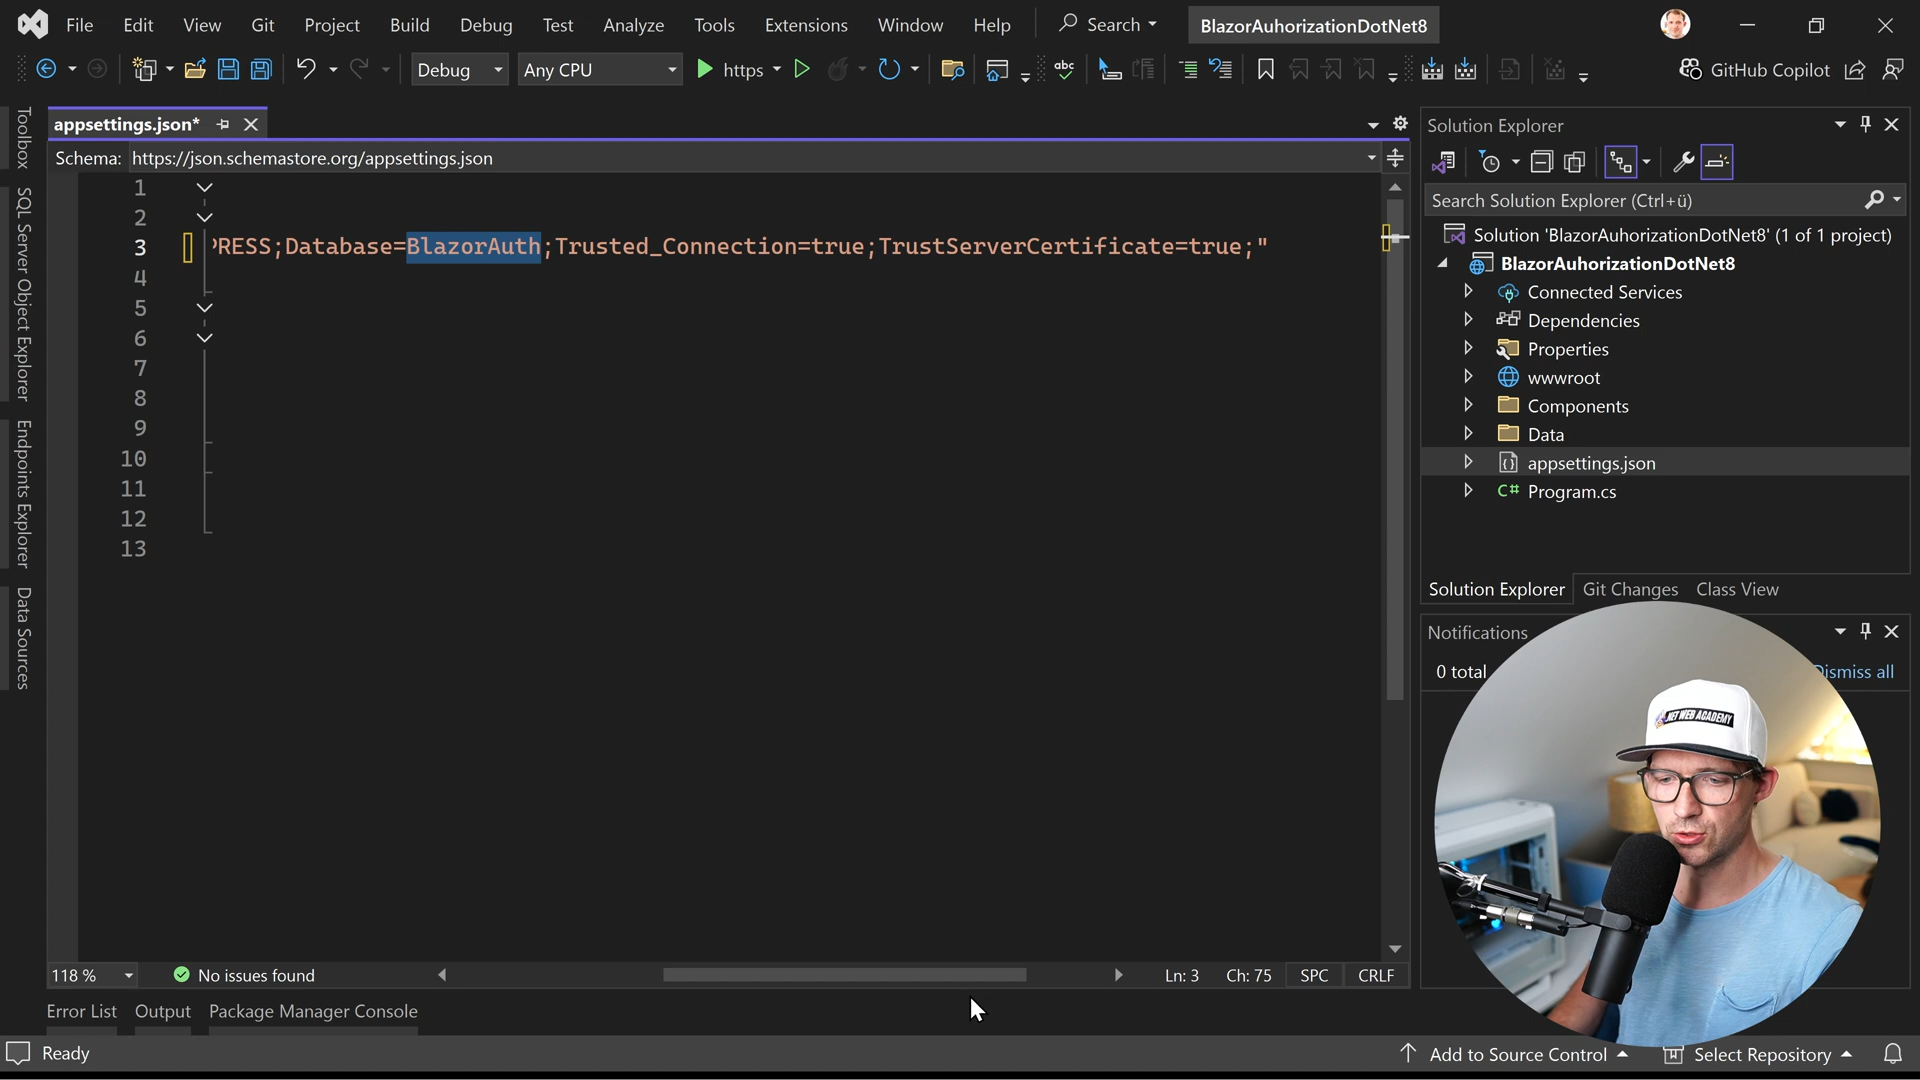 File Edit View Git Project Build Debug Test Analyze Tools Extensions Window Help Search BlazorAuhorizationDotNet8
Debug Any CPU https abc GitHub Copilot
appsettings.json*
Schema: https://json.schemastore.org/appsettings.json
1
2
3 PRESS;Database=BlazorAuth;Trusted_Connection=true;TrustServerCertificate=true;"
4
5
6
7
8
9
10
11
12
13
118 % No issues found Ln: 3 Ch: 75 SPC CRLF
Toolbox
SQL Server Object Explorer
Endpoints Explorer
Data Sources
Solution Explorer
Search Solution Explorer (Ctrl+ü)
Solution 'BlazorAuhorizationDotNet8' (1 of 1 project)
BlazorAuhorizationDotNet8
Connected Services
Dependencies
Properties
wwwroot
Components
Data
appsettings.json
C# Program.cs
Solution Explorer Git Changes Class View
Notifications
0 total Dismiss all
.NET WEB ACADEMY
Error List Output Package Manager Console
Ready Add to Source Control Select Repository